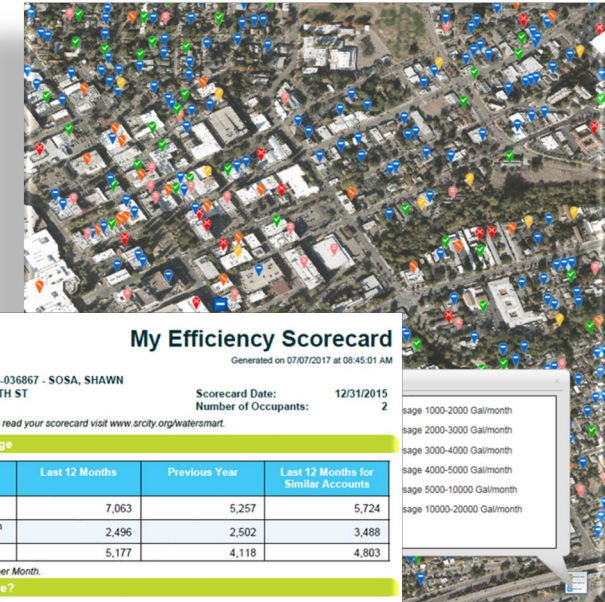 My Efficiency Scorecard
Generated on 07/07/2017 at 08:45:01 AM
-036867 - SOSA, SHAWN
TH ST
Scorecard Date: 12/31/2015
Number of Occupants: 2
read your scorecard visit www.srcity.org/watersmart.
ge
Last 12 Months Previous Year Last 12 Months for Similar Accounts
7,063 5,257 5,724
2,496 2,502 3,488
5,177 4,118 4,803
er Month.
e?
sage 1000-2000 Gal/month
sage 2000-3000 Gal/month
sage 3000-4000 Gal/month
sage 4000-5000 Gal/month
sage 5000-10000 Gal/month
sage 10000-20000 Gal/month